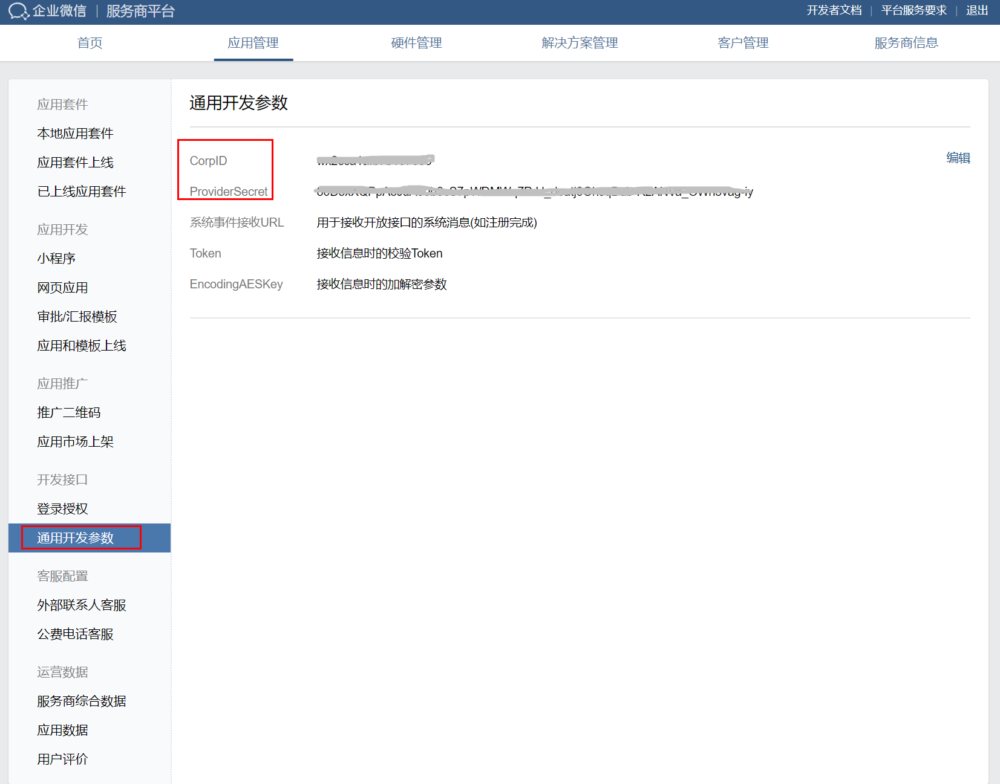 企业微信 | 服务商平台
开发者文档 | 平台服务要求 | 退出
首页 应用管理 硬件管理 解决方案管理 客户管理 服务商信息
应用套件
本地应用套件
应用套件上线
已上线应用套件
应用开发
小程序
网页应用
审批/汇报模板
应用和模板上线
应用推广
推广二维码
应用市场上架
开发接口
登录授权
通用开发参数
客服配置
外部联系人客服
公费电话客服
运营数据
服务商综合数据
应用数据
用户评价
通用开发参数
编辑
CorpID
ProviderSecret
系统事件接收URL 用于接收开放接口的系统消息(如注册完成)
Token 接收信息时的校验Token
EncodingAESKey 接收信息时的加解密参数